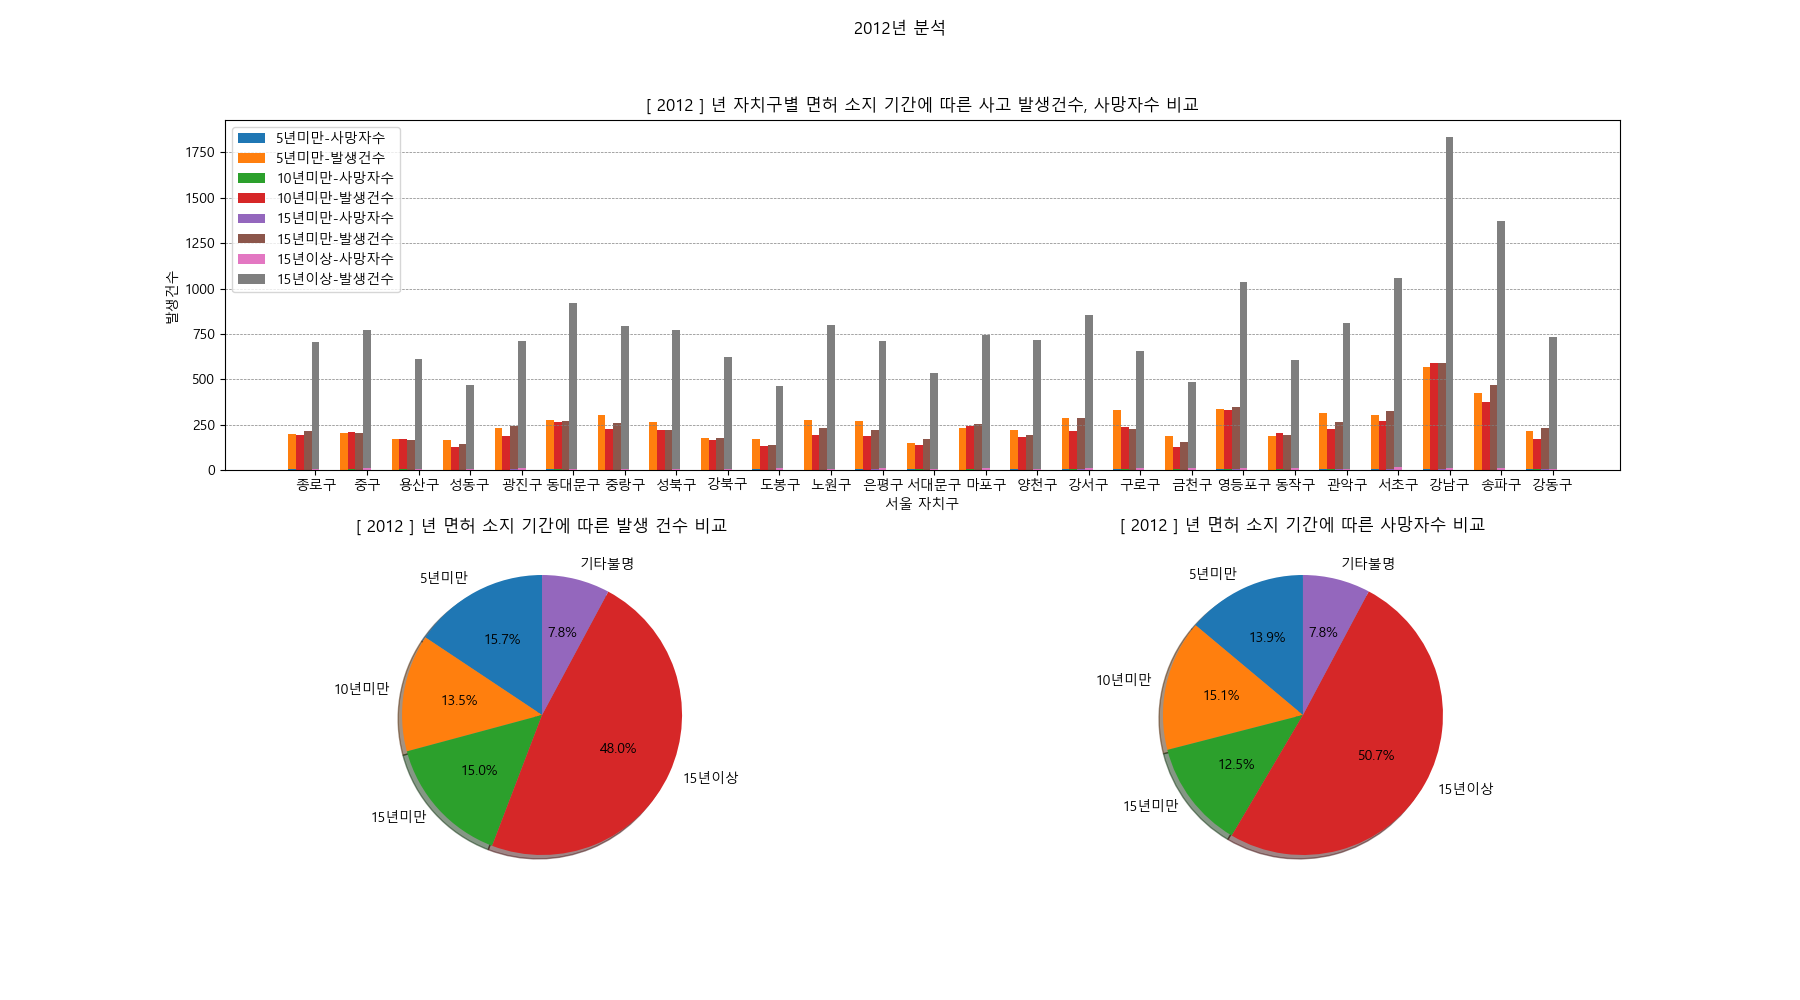 2012년 분석
[ 2012 ] 년 자치구별 면허 소지 기간에 따른 사고 발생건수, 사망자수 비교
5년미만-사망자수
5년미만-발생건수
10년미만-사망자수
10년미만-발생건수
15년미만-사망자수
15년미만-발생건수
15년이상-사망자수
15년이상-발생건수
1750
1500
1250
1000
750
500
250
0
발생건수
종로구 중구 용산구 성동구 광진구 동대문구 중랑구 성북구 강북구 도봉구 노원구 은평구 서대문구 마포구 양천구 강서구 구로구 금천구 영등포구 동작구 관악구 서초구 강남구 송파구 강동구
서울 자치구
[ 2012 ] 년 면허 소지 기간에 따른 발생 건수 비교
기타불명
5년미만
7.8%
15.7%
10년미만
13.5%
48.0%
15.0%
15년이상
15년미만
[ 2012 ] 년 면허 소지 기간에 따른 사망자수 비교
기타불명
5년미만
7.8%
13.9%
10년미만
15.1%
50.7%
12.5%
15년이상
15년미만